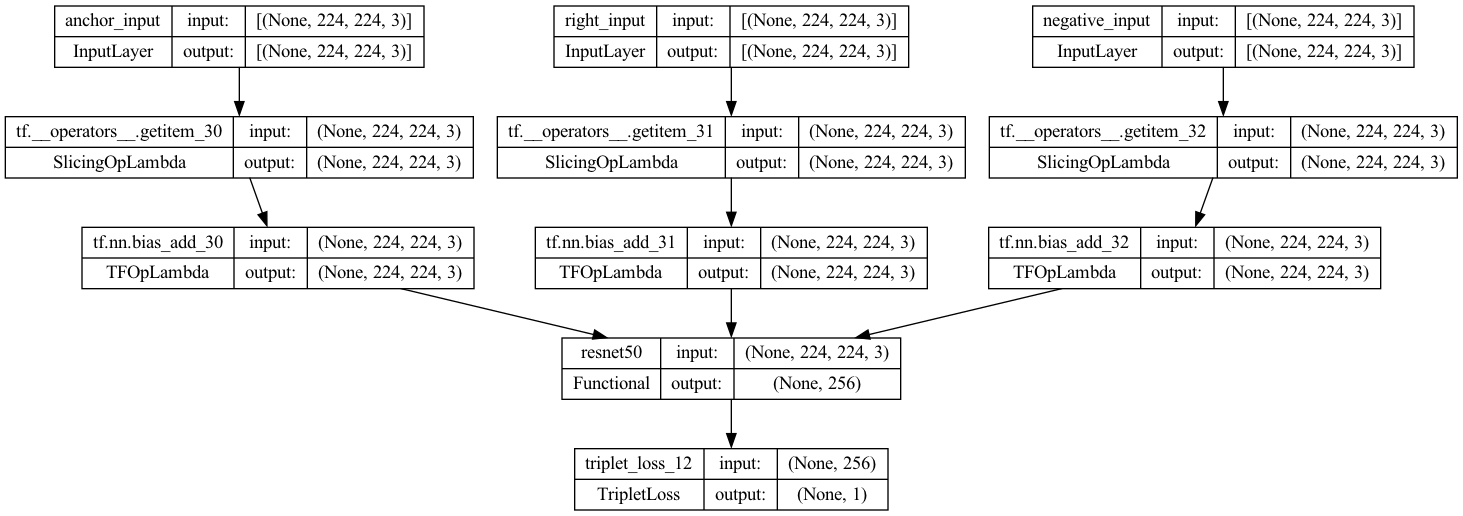 anchor_input input: [(None, 224, 224, 3)]
InputLayer output: [(None, 224, 224, 3)]
right_input input: [(None, 224, 224, 3)]
InputLayer output: [(None, 224, 224, 3)]
negative_input input: [(None, 224, 224, 3)]
InputLayer output: [(None, 224, 224, 3)]
tf.__operators__.getitem_30 input: (None, 224, 224, 3)
SlicingOpLambda output: (None, 224, 224, 3)
tf.__operators__.getitem_31 input: (None, 224, 224, 3)
SlicingOpLambda output: (None, 224, 224, 3)
tf.__operators__.getitem_32 input: (None, 224, 224, 3)
SlicingOpLambda output: (None, 224, 224, 3)
tf.nn.bias_add_30 input: (None, 224, 224, 3)
TFOpLambda output: (None, 224, 224, 3)
tf.nn.bias_add_31 input: (None, 224, 224, 3)
TFOpLambda output: (None, 224, 224, 3)
tf.nn.bias_add_32 input: (None, 224, 224, 3)
TFOpLambda output: (None, 224, 224, 3)
resnet50 input: (None, 224, 224, 3)
Functional output: (None, 256)
triplet_loss_12 input: (None, 256)
TripletLoss output: (None, 1)